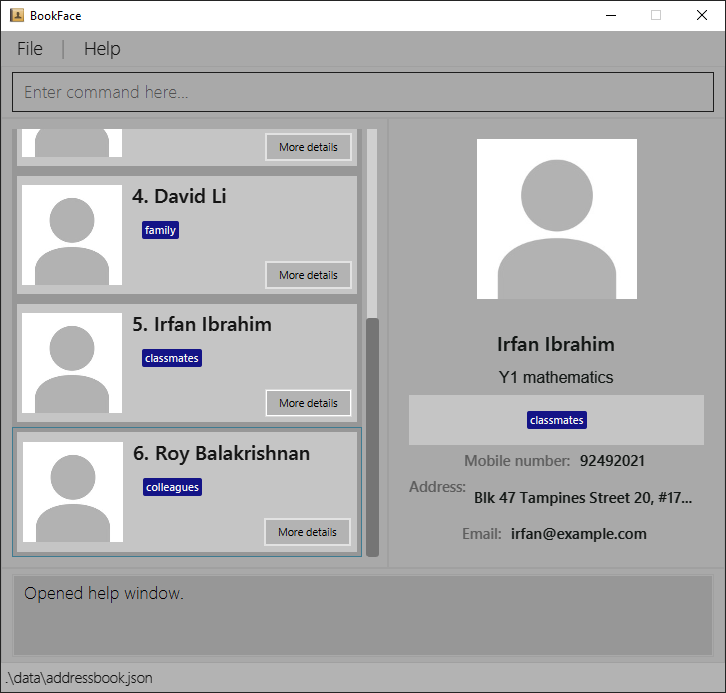 BookFace
File | Help
Enter command here...
More details
4. David Li
family
More details
5. Irfan Ibrahim
classmates
More details
6. Roy Balakrishnan
colleagues
More details
Irfan Ibrahim
Y1 mathematics
classmates
Mobile number: 92492021
Address: Blk 47 Tampines Street 20, #17...
Email: irfan@example.com
Opened help window.
.\data\addressbook.json